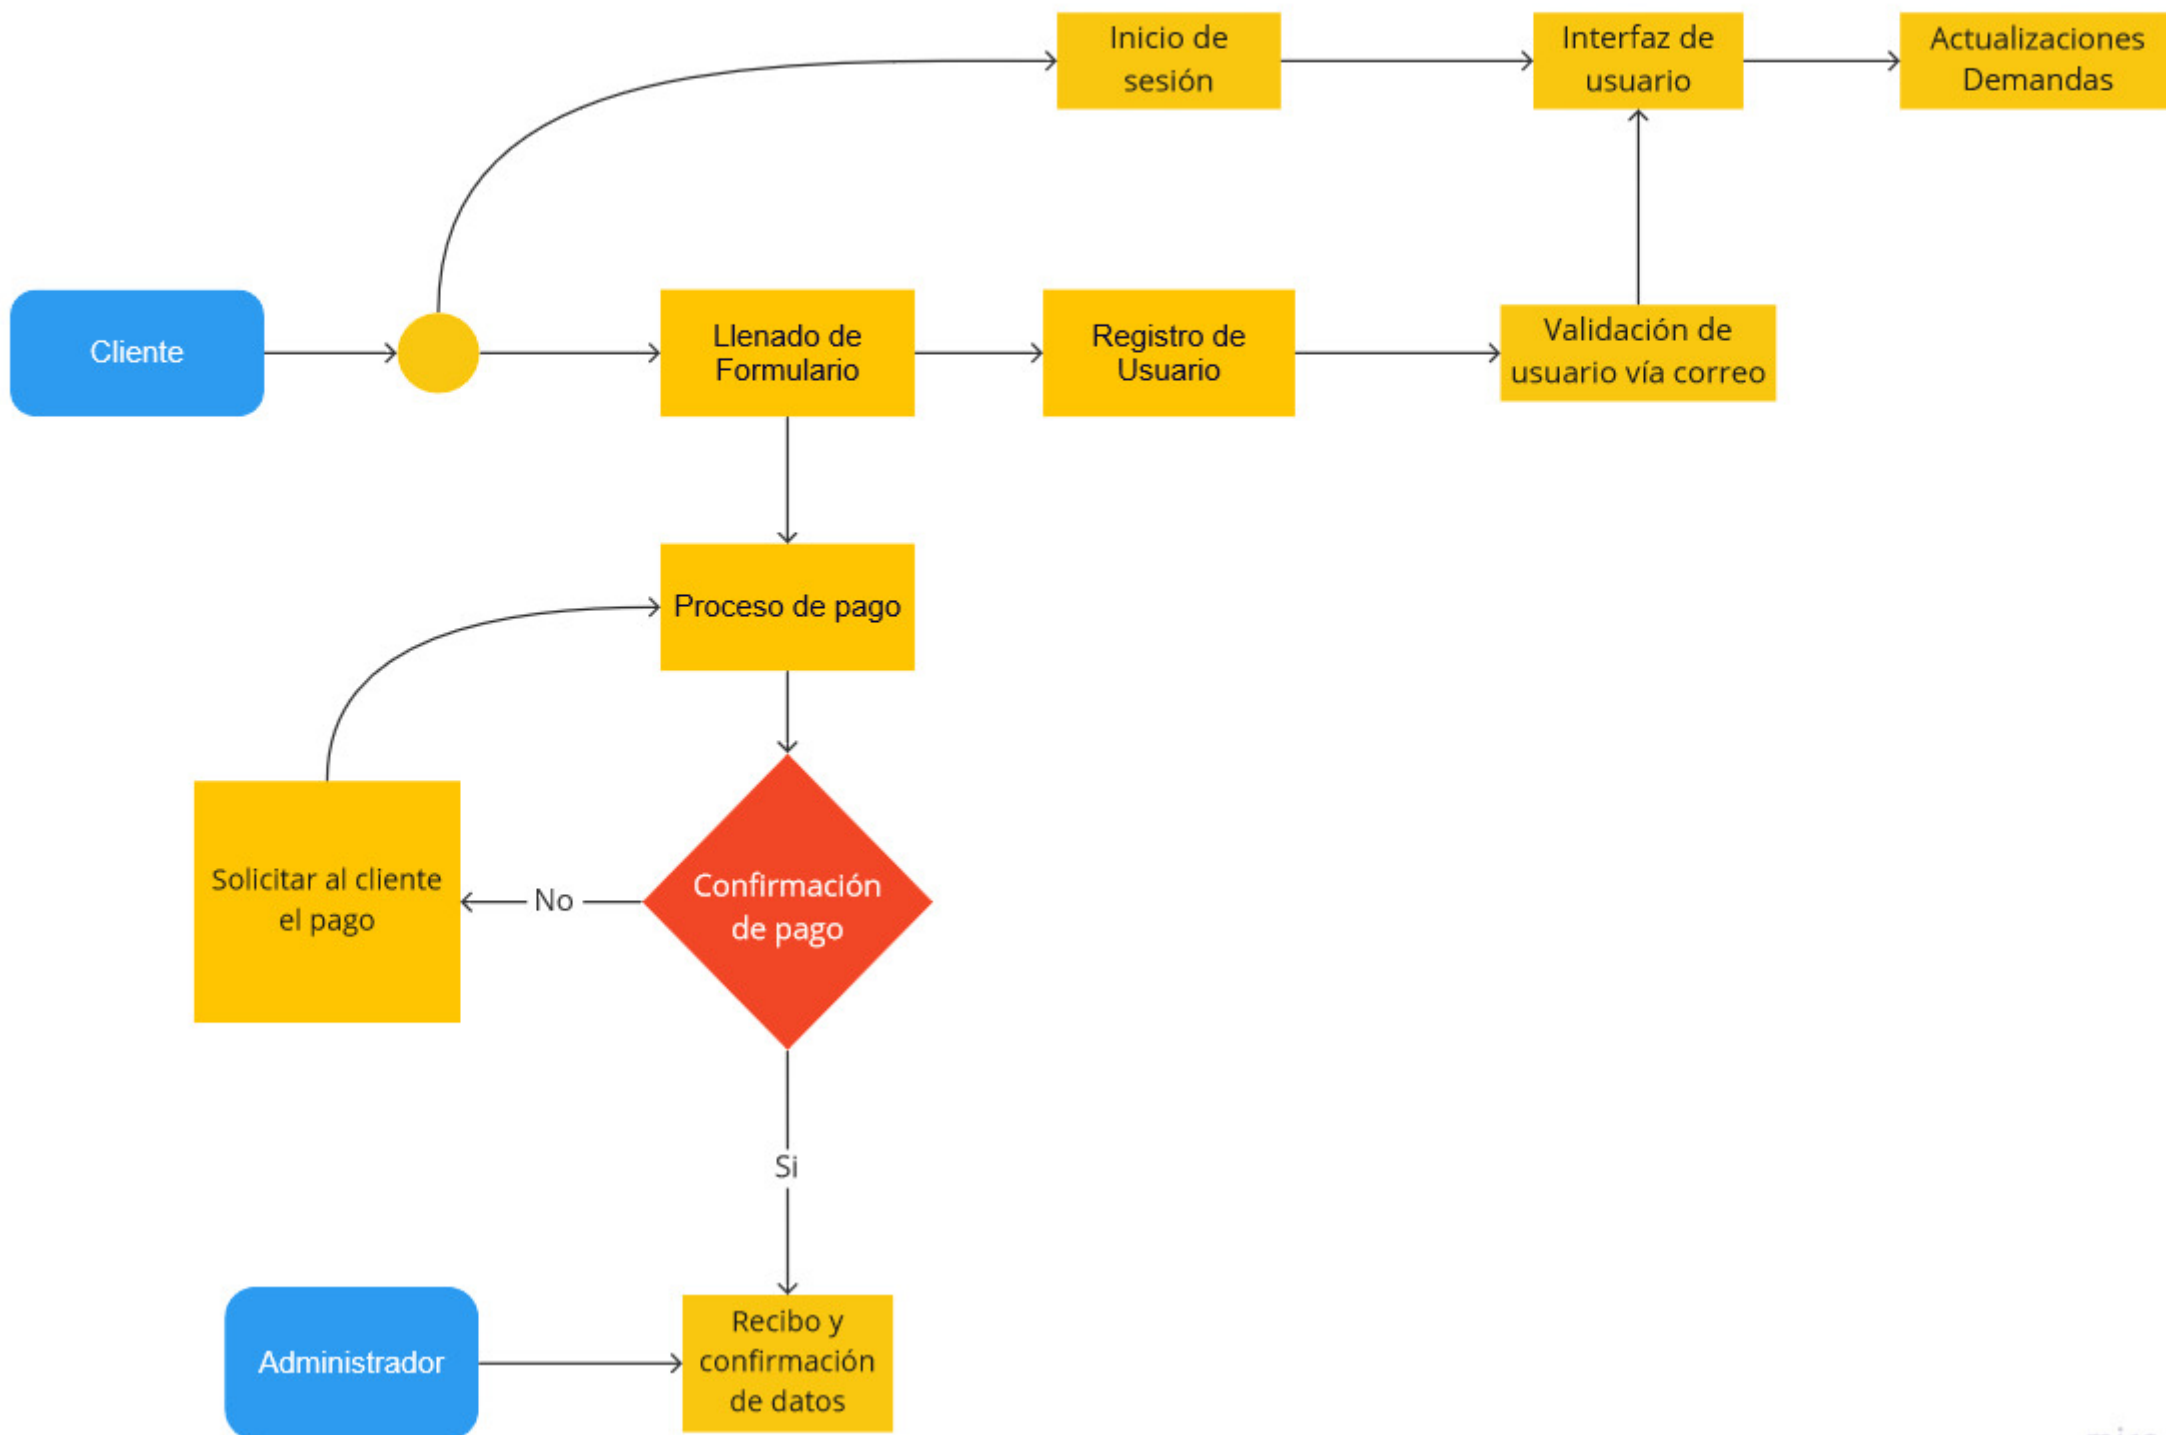 Inicio de
sesión
Interfaz de
usuario
Actualizaciones
Demandas
Cliente
Llenado de
Formulario
Registro de
Usuario
Validación de
usuario vía correo
Proceso de pago
Solicitar al cliente
el pago
No
Confirmación
de pago
Si
Administrador
Recibo y
confirmación
de datos